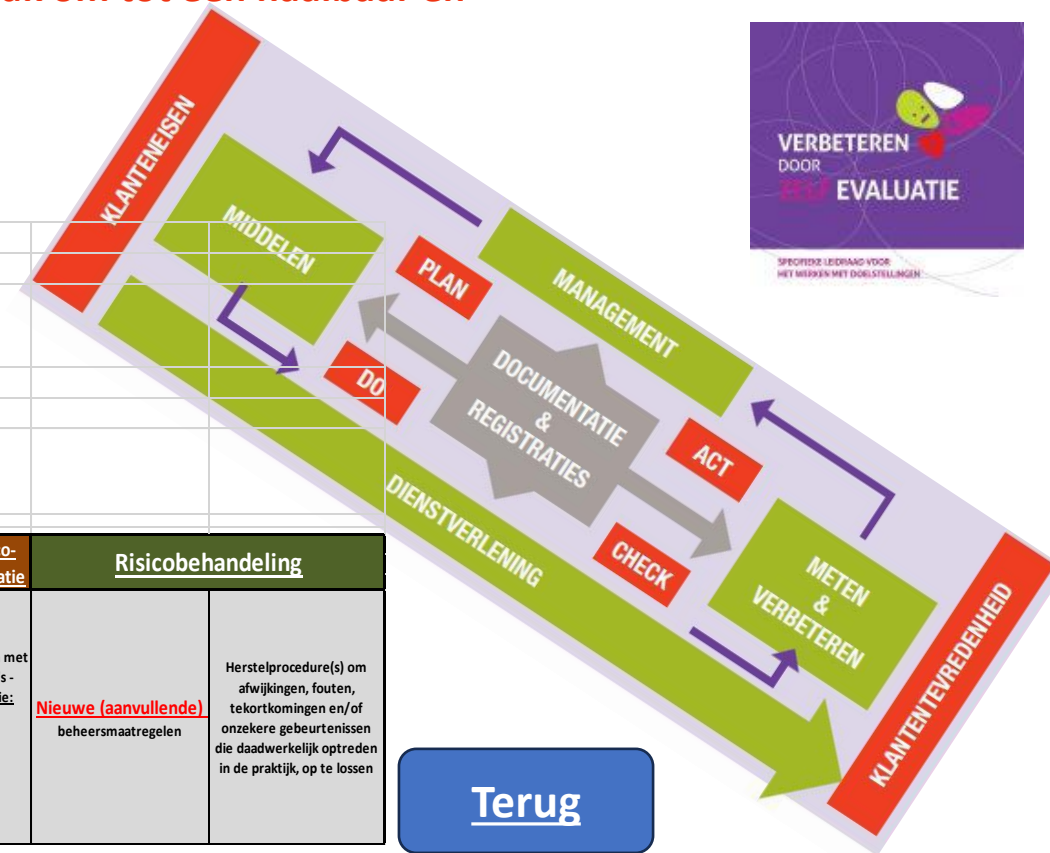 KLANTENEISEN
MIDDELEN
PLAN
MANAGEMENT
DO
DOCUMENTATIE
&
REGISTRATIES
ACT
DIENSTVERLENING
CHECK
METEN
&
VERBETEREN
KLANTENTEVREDENHEID
VERBETEREN
DOOR
ZELF EVALUATIE
SPECIFIEKE LEIDRAAD VOOR
HET WERKEN MET DOELSTELLINGEN
Risicobehandeling
met
Nieuwe (aanvullende)
beheersmaatregelen
Herstelprocedure(s) om
afwijkingen, fouten,
tekortkomingen en/of
onzekere gebeurtenissen
die daadwerkelijk optreden
in de praktijk, op te lossen
Terug